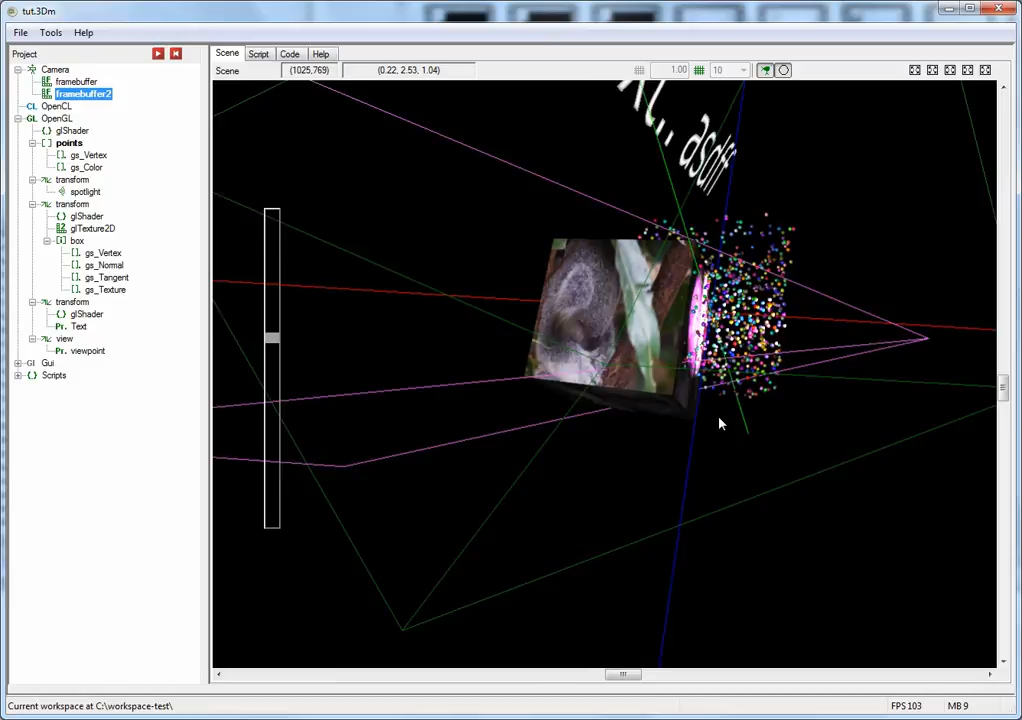 tut.3Dm
File Tools Help
Project
Scene Script Code Help
Scene (1025,769) (0.22, 2.53, 1.04) 1.00 10
Camera
framebuffer
framebuffer2
CL OpenCL
GL OpenGL
{} glShader
[ ] points
[]. gs_Vertex
[]. gs_Color
transform
spotlight
transform
{} glShader
glTexture2D
[i] box
[]. gs_Vertex
[]. gs_Normal
[]. gs_Tangent
[]. gs_Texture
transform
{} glShader
Pr. Text
view
Pr. viewpoint
GI Gui
{} Scripts
asdff
Current workspace at C:\workspace-test\ FPS 103 MB 9